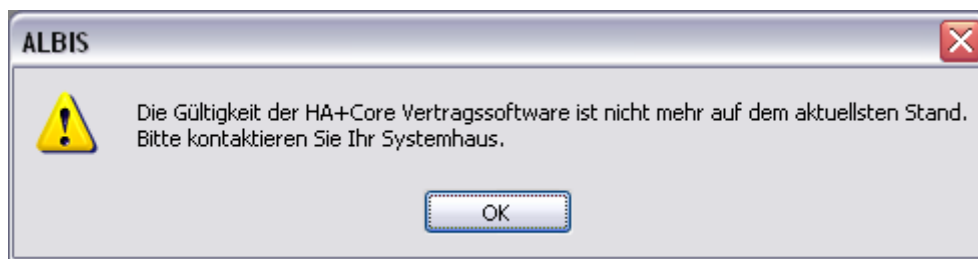 ALBIS
Die Gültigkeit der HA+Core Vertragssoftware ist nicht mehr auf dem aktuellsten Stand.
Bitte kontaktieren Sie Ihr Systemhaus.
OK